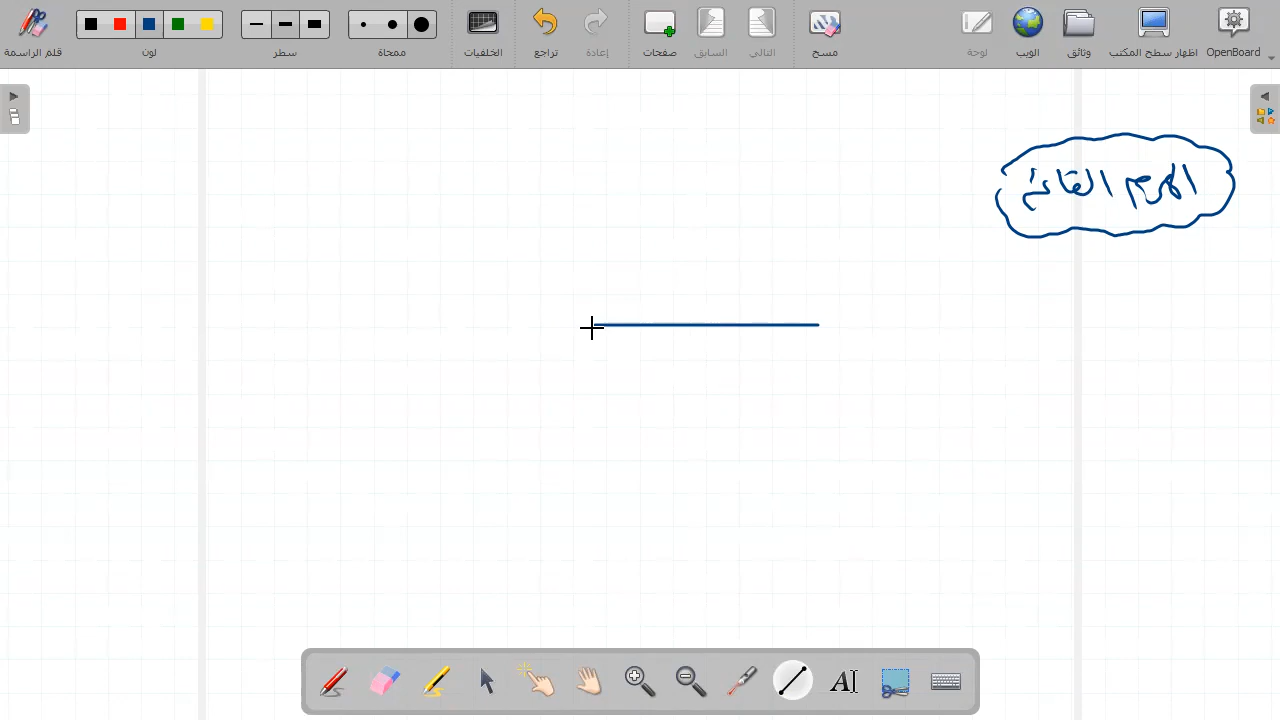 قلم الراسمة
لون
سطر
ممحاة
الخلفيات
تراجع
إعادة
صفحات
السابق
التالي
مسح
لوحة
الويب
وثائق
اظهار سطح المكتب
OpenBoard
الهرم القائم
A